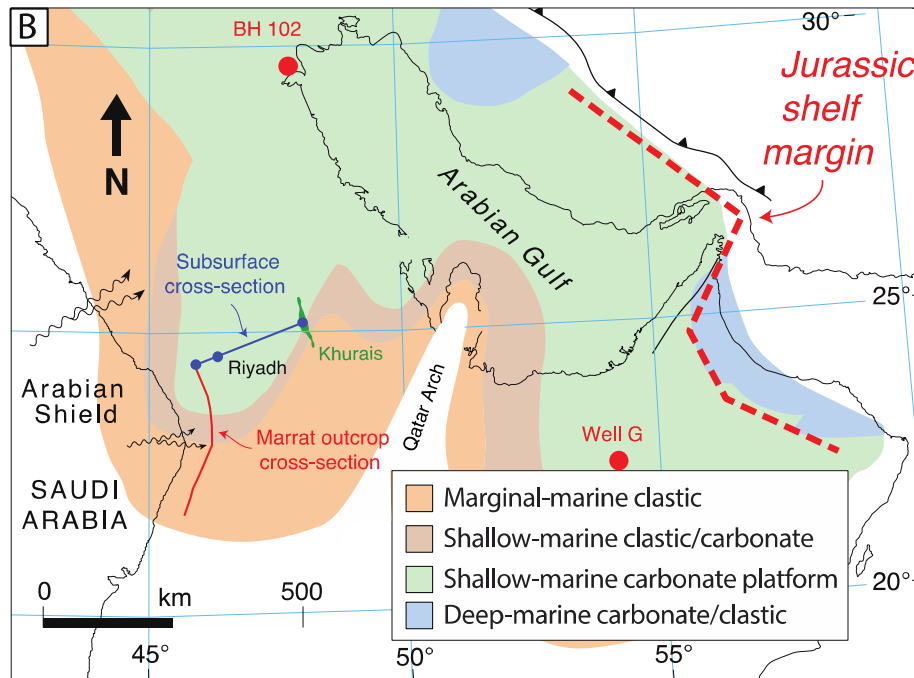 B
BH 102
30°
Jurassic
shelf
margin
N
Arabian
Gulf
Subsurface
cross-section
25°
Khurais
Riyadh
Arabian
Shield
Qatar Arch
Marrat outcrop
cross-section
Well G
SAUDI
ARABIA
Marginal-marine clastic
Shallow-marine clastic/carbonate
Shallow-marine carbonate platform
Deep-marine carbonate/clastic
20°
0 km 500
45° 50° 55°